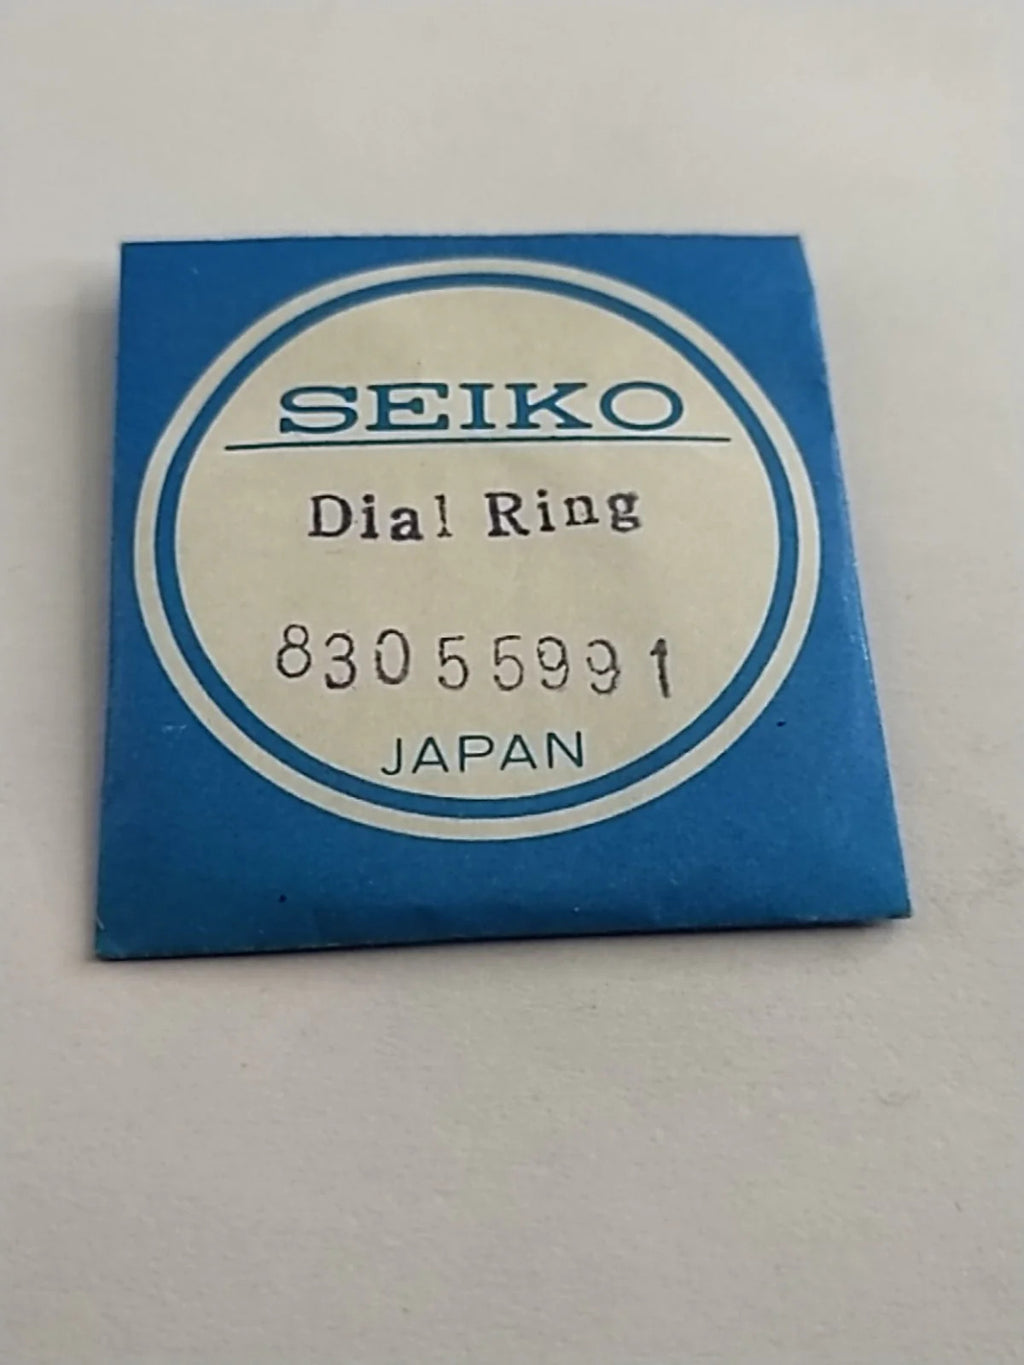 SEIKO
Dial Ring
83055991
JAPAN